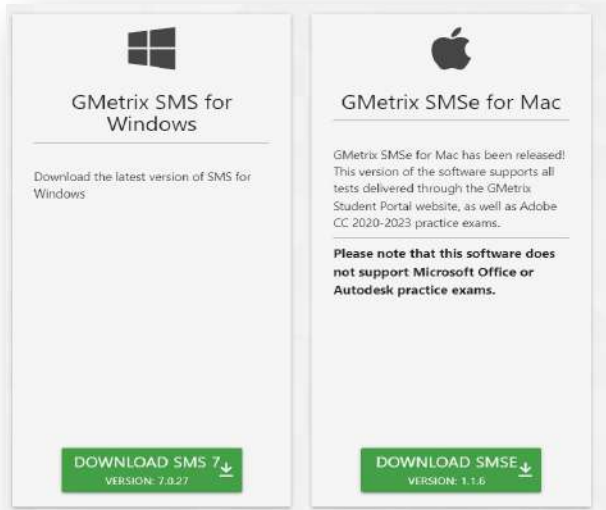 GMetrix SMS for
Windows
Download the latest version of SMS for
Windows
DOWNLOAD SMS 7
VERSION: 7.0.27
GMetrix SMSe for Mac
GMetrix SMSe for Mac has been released!
This version of the software supports all
tests delivered through the GMetrix
Student Portal website, as well as Adobe
CC 2020-2023 practice exams.
Please note that this software does
not support Microsoft Office or
Autodesk practice exams.
DOWNLOAD SMSE
VERSION: 1.1.6